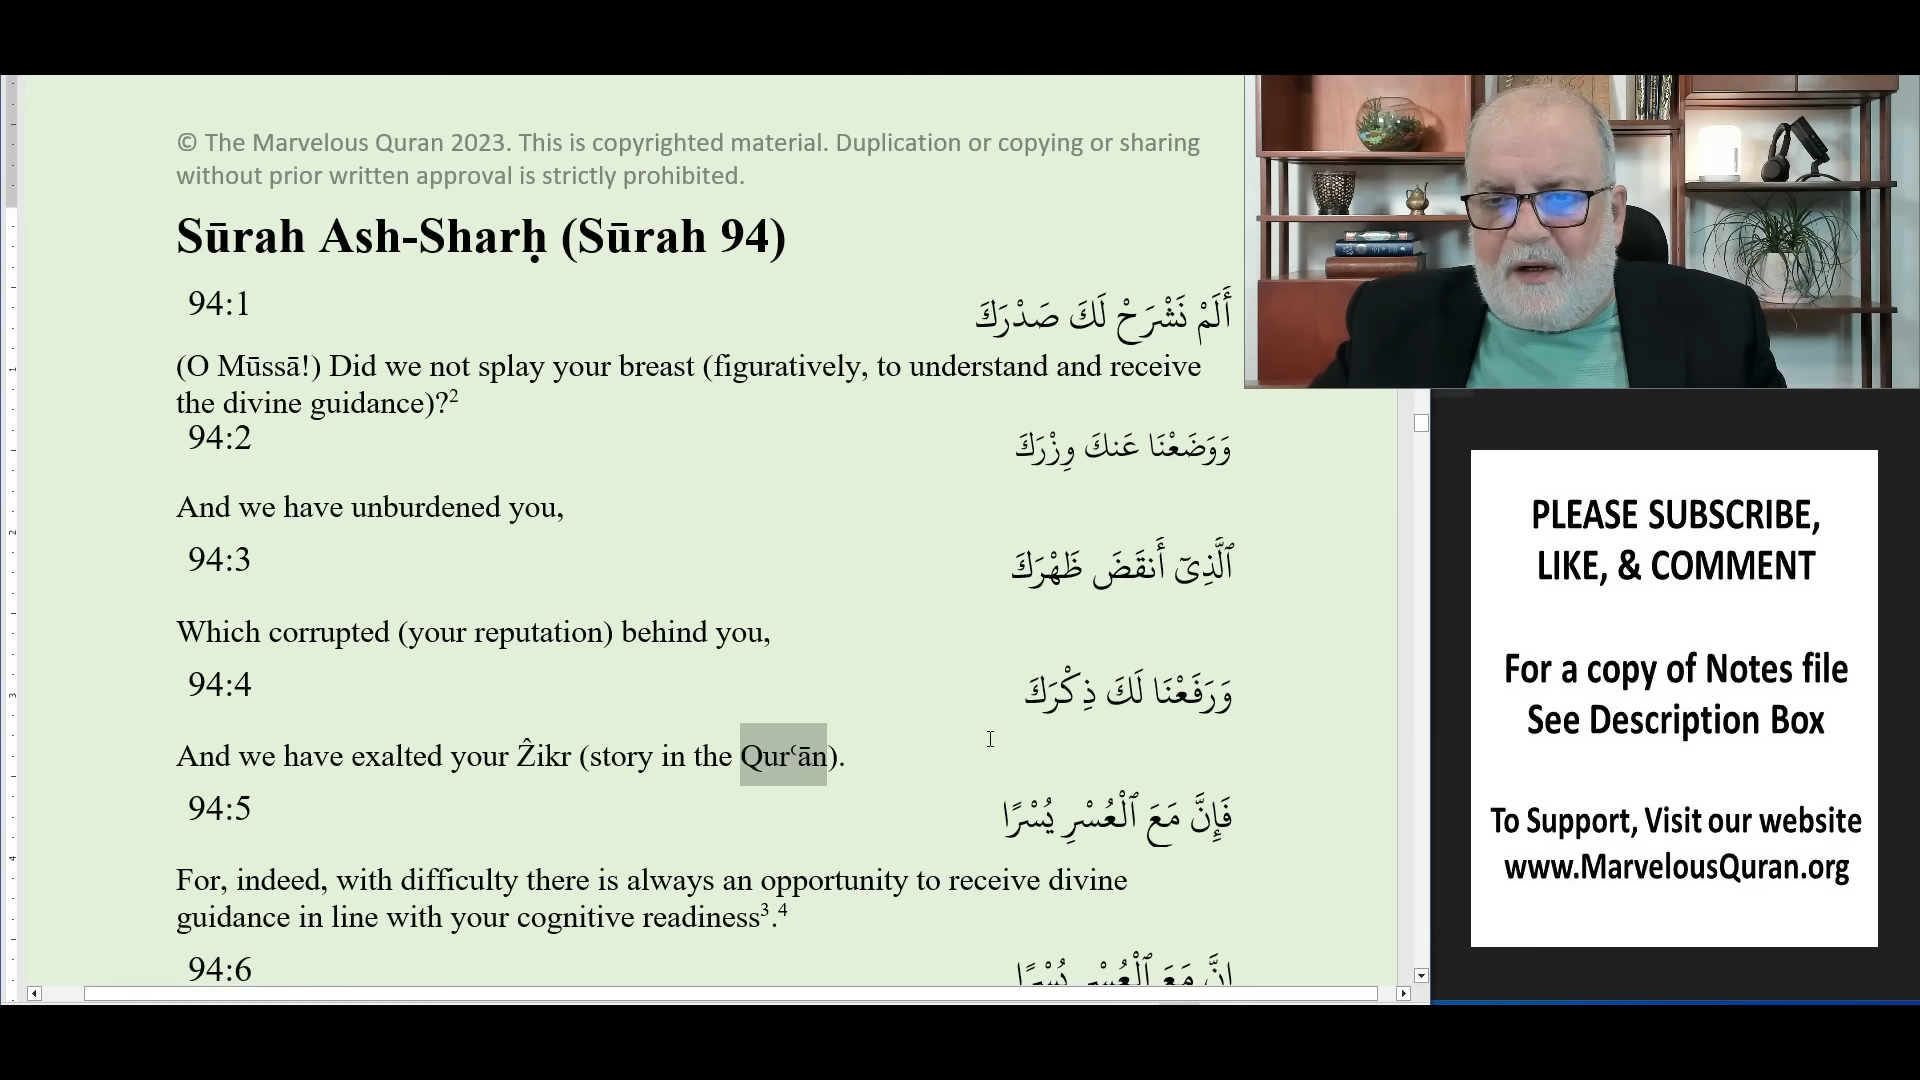 © The Marvelous Quran 2023. This is copyrighted material. Duplication or copying or sharing
without prior written approval is strictly prohibited.
Sūrah Ash-Sharḥ (Sūrah 94)
94:1
أَلَمْ نَشْرَحْ لَكَ صَدْرَكَ
(O Mūssā!) Did we not splay your breast (figuratively, to understand and receive
the divine guidance)?²
94:2
وَوَضَعْنَا عَنكَ وِزْرَكَ
And we have unburdened you,
94:3
ٱلَّذِىٓ أَنقَضَ ظَهْرَكَ
Which corrupted (your reputation) behind you,
94:4
وَرَفَعْنَا لَكَ ذِكْرَكَ
And we have exalted your Ẑikr (story in the Qurʿān).
94:5
فَإِنَّ مَعَ ٱلْعُسْرِ يُسْرًا
For, indeed, with difficulty there is always an opportunity to receive divine
guidance in line with your cognitive readiness³.⁴
94:6
إِنَّ مَعَ ٱلْعُسْرِ يُسْرًا
PLEASE SUBSCRIBE,
LIKE, & COMMENT
For a copy of Notes file
See Description Box
To Support, Visit our website
www.MarvelousQuran.org